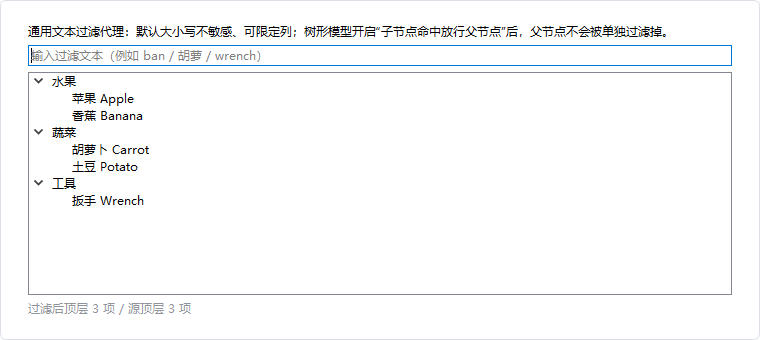 通用文本过滤代理：默认大小写不敏感、可限定列；树形模型开启“子节点命中放行父节点”后，父节点不会被单独过滤掉。
输入过滤文本（例如 ban / 胡萝 / wrench）
水果
苹果 Apple
香蕉 Banana
蔬菜
胡萝卜 Carrot
土豆 Potato
工具
扳手 Wrench
过滤后顶层 3 项 / 源顶层 3 项